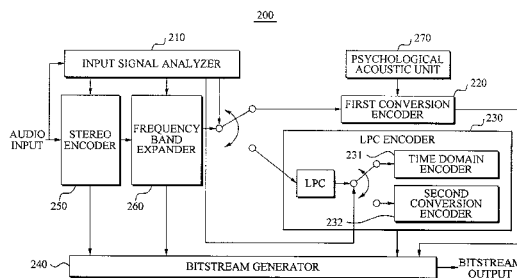 200
210
INPUT SIGNAL ANALYZER
270
PSYCHOLOGICAL
ACOUSTIC UNIT
220
FIRST CONVERSION
ENCODER
AUDIO
INPUT
STEREO
ENCODER
250
FREQUENCY
BAND
EXPANDER
260
230
LPC ENCODER
LPC
231
TIME DOMAIN
ENCODER
232
SECOND
CONVERSION
ENCODER
240
BITSTREAM GENERATOR
BITSTREAM
OUTPUT